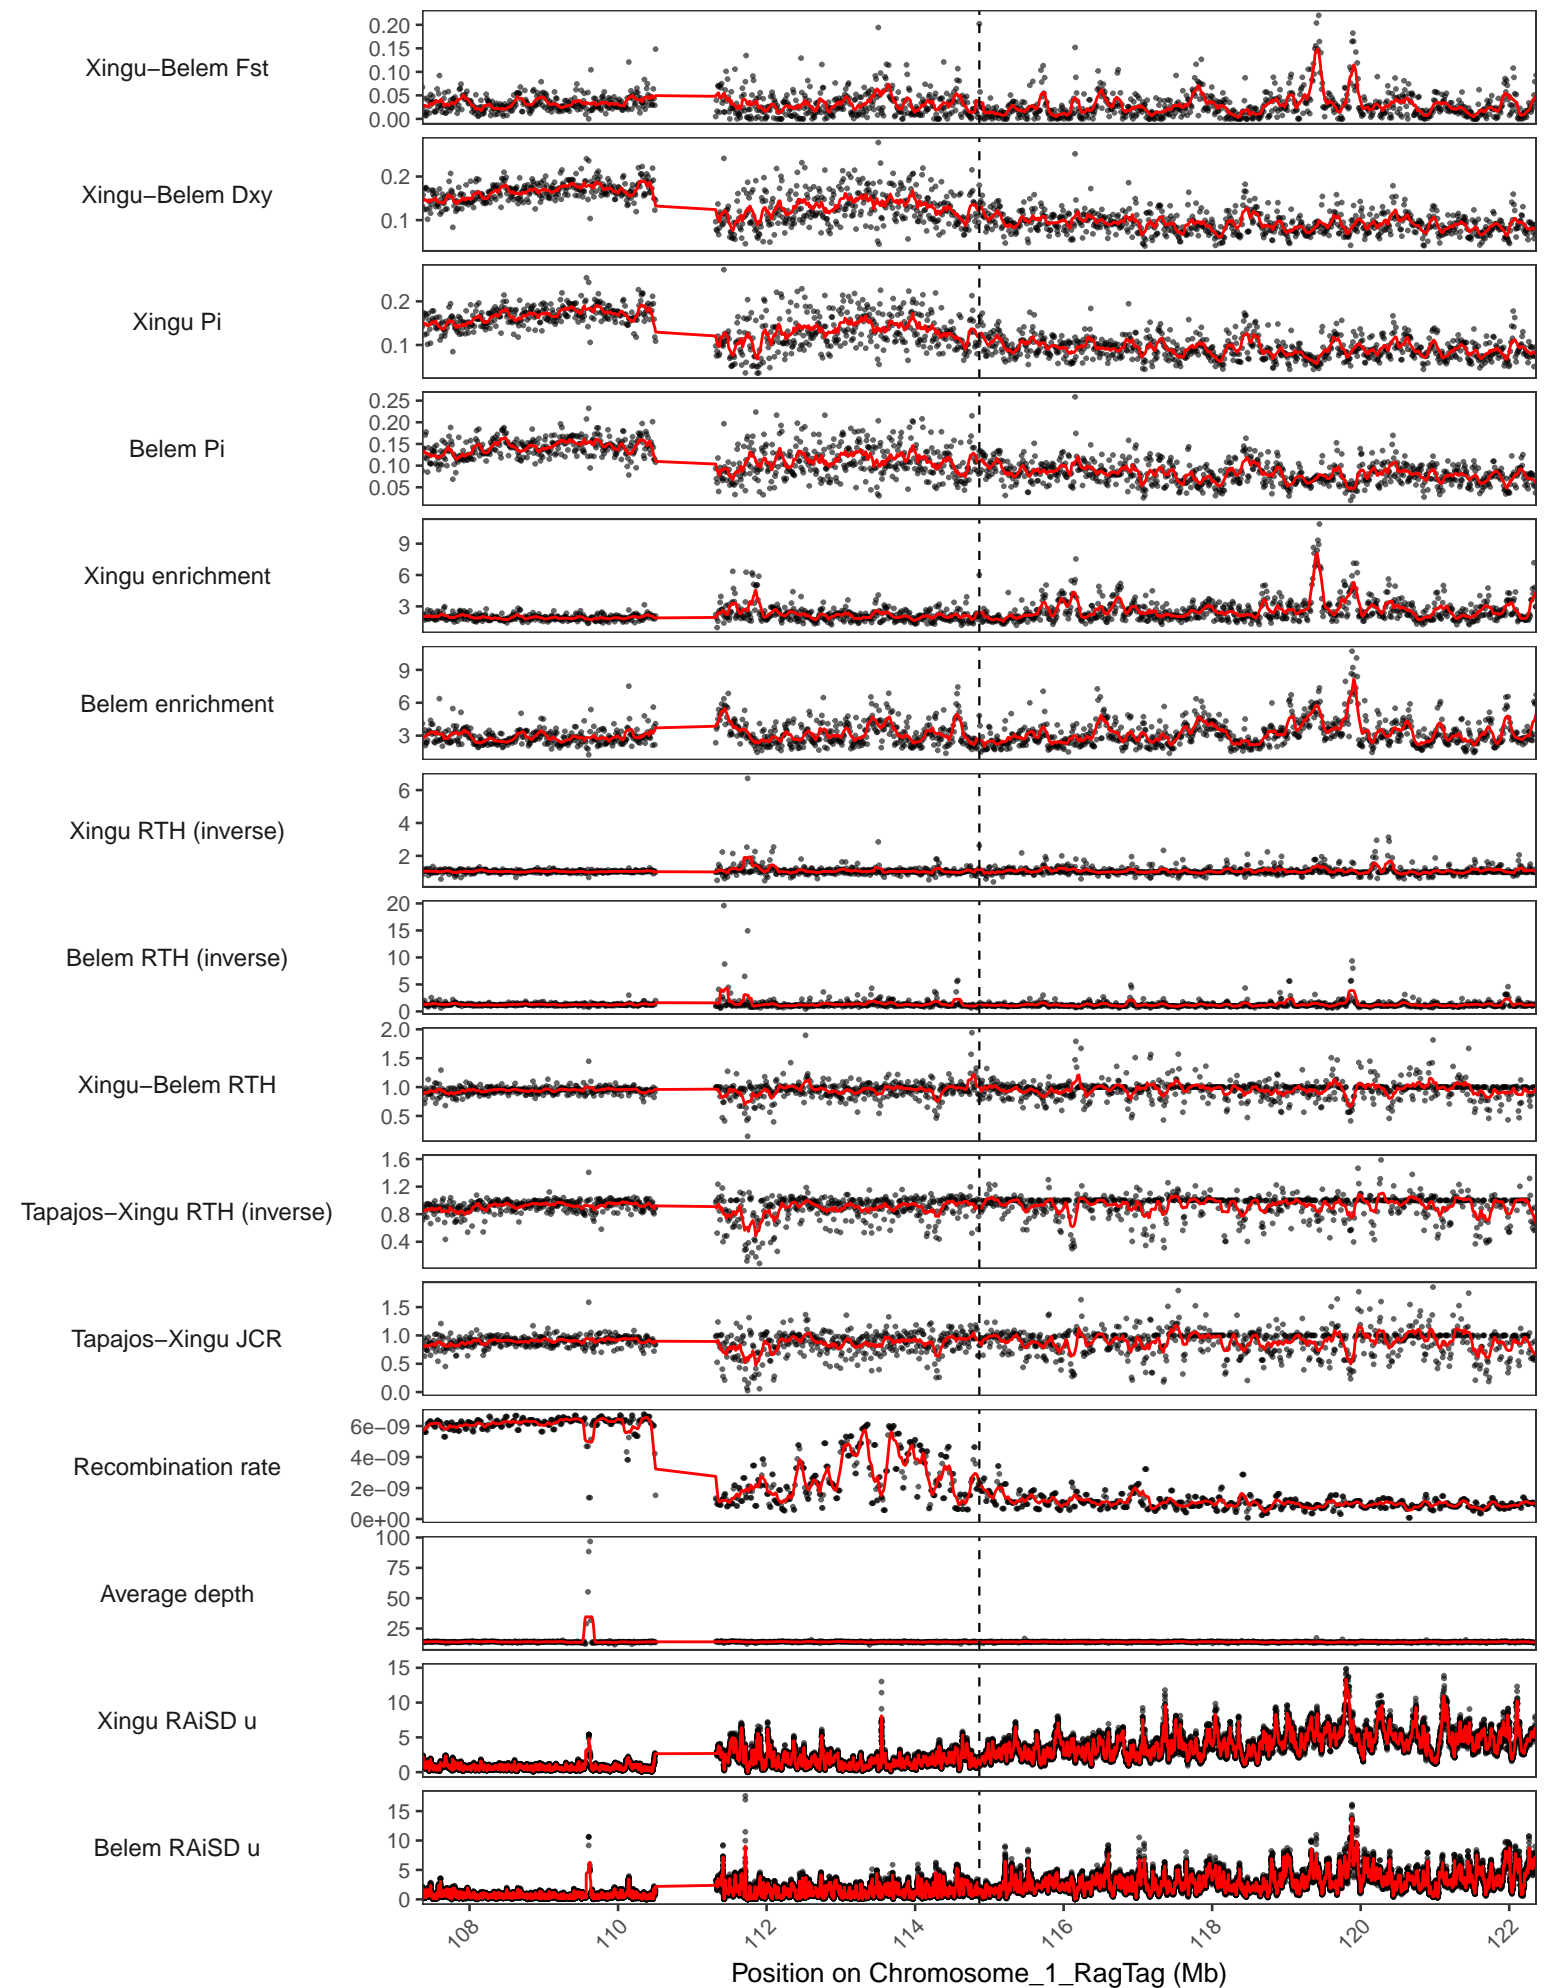 Xingu−Belem Fst
0.20
0.15
0.10
0.05
0.00
Xingu−Belem Dxy
0.2
0.1
Xingu Pi
0.2
0.1
Belem Pi
0.25
0.20
0.15
0.10
0.05
Xingu enrichment
9
6
3
Belem enrichment
9
6
3
Xingu RTH (inverse)
6
4
2
Belem RTH (inverse)
20
15
10
5
0
Xingu−Belem RTH
2.0
1.5
1.0
0.5
Tapajos−Xingu RTH (inverse)
1.6
1.2
0.8
0.4
Tapajos−Xingu JCR
1.5
1.0
0.5
0.0
Recombination rate
6e−09
4e−09
2e−09
0e+00
Average depth
100
75
50
25
Xingu RAiSD u
15
10
5
0
Belem RAiSD u
15
10
5
0
108 110 112 114 116 118 120 122
Position on Chromosome_1_RagTag (Mb)